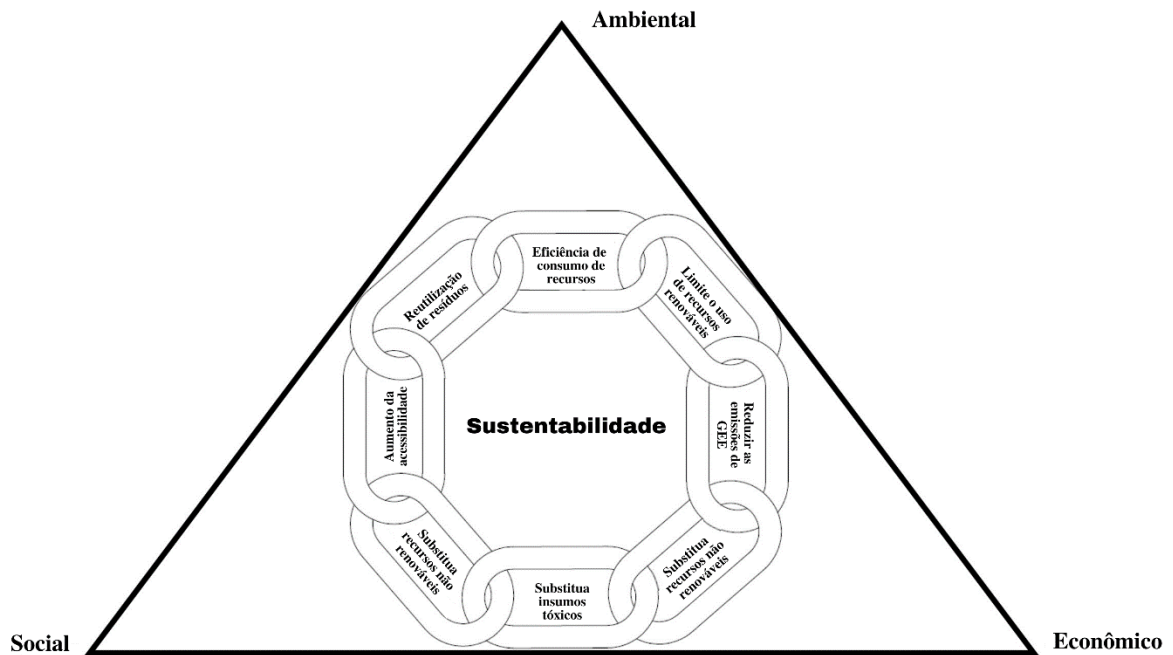 Ambiental
Eficiência de
consumo de
recursos
Limite o uso
de recursos
renováveis
Reutilização
de resíduos
Sustentabilidade
Reduzir as
emissões de
GEE
Aumento da
acessibilidade
Substitua
recursos não
renováveis
Substitua
recursos não
renováveis
Substitua
insumos
tóxicos
Social
Econômico